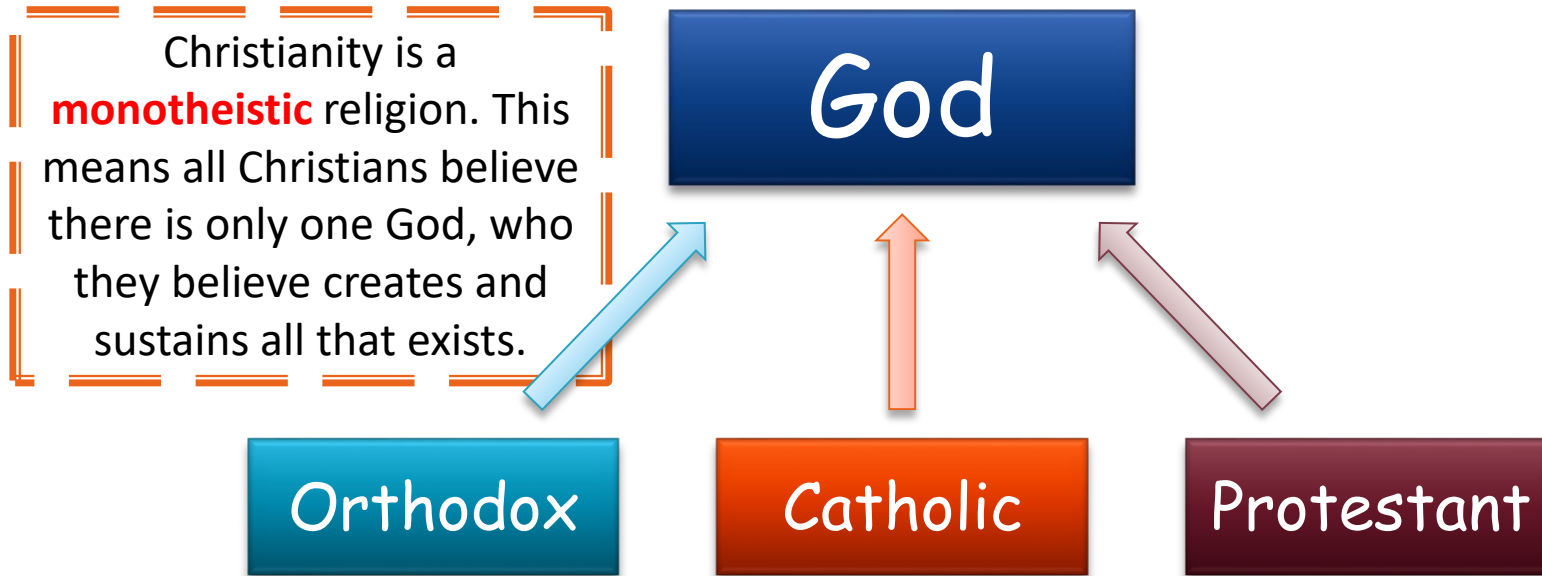 Christianity is a
monotheistic religion. This
means all Christians believe
there is only one God, who
they believe creates and
sustains all that exists.
God
Orthodox
Catholic
Protestant